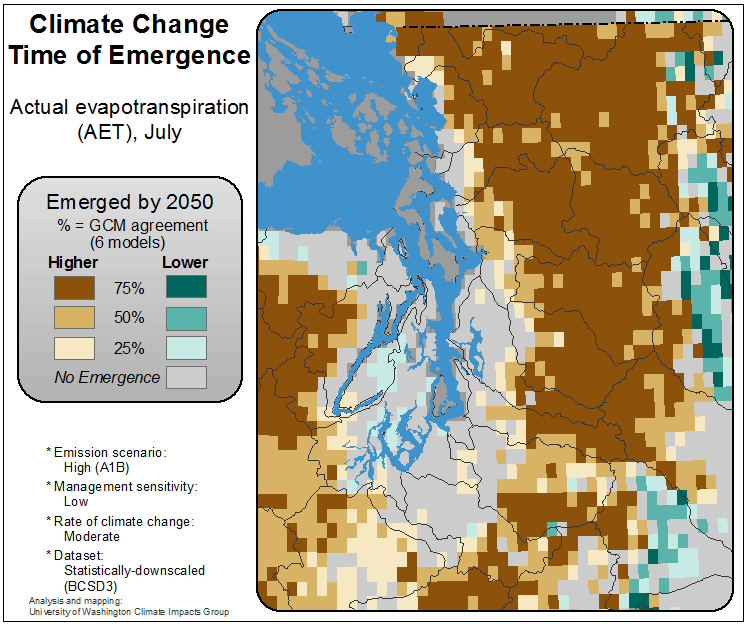 Climate Change
Time of Emergence
Actual evapotranspiration
(AET), July
Emerged by 2050
% = GCM agreement
(6 models)
Higher Lower
75%
50%
25%
No Emergence
* Emission scenario:
High (A1B)
* Management sensitivity:
Low
* Rate of climate change:
Moderate
* Dataset:
Statistically-downscaled
(BCSD3)
Analysis and mapping:
University of Washington Climate Impacts Group